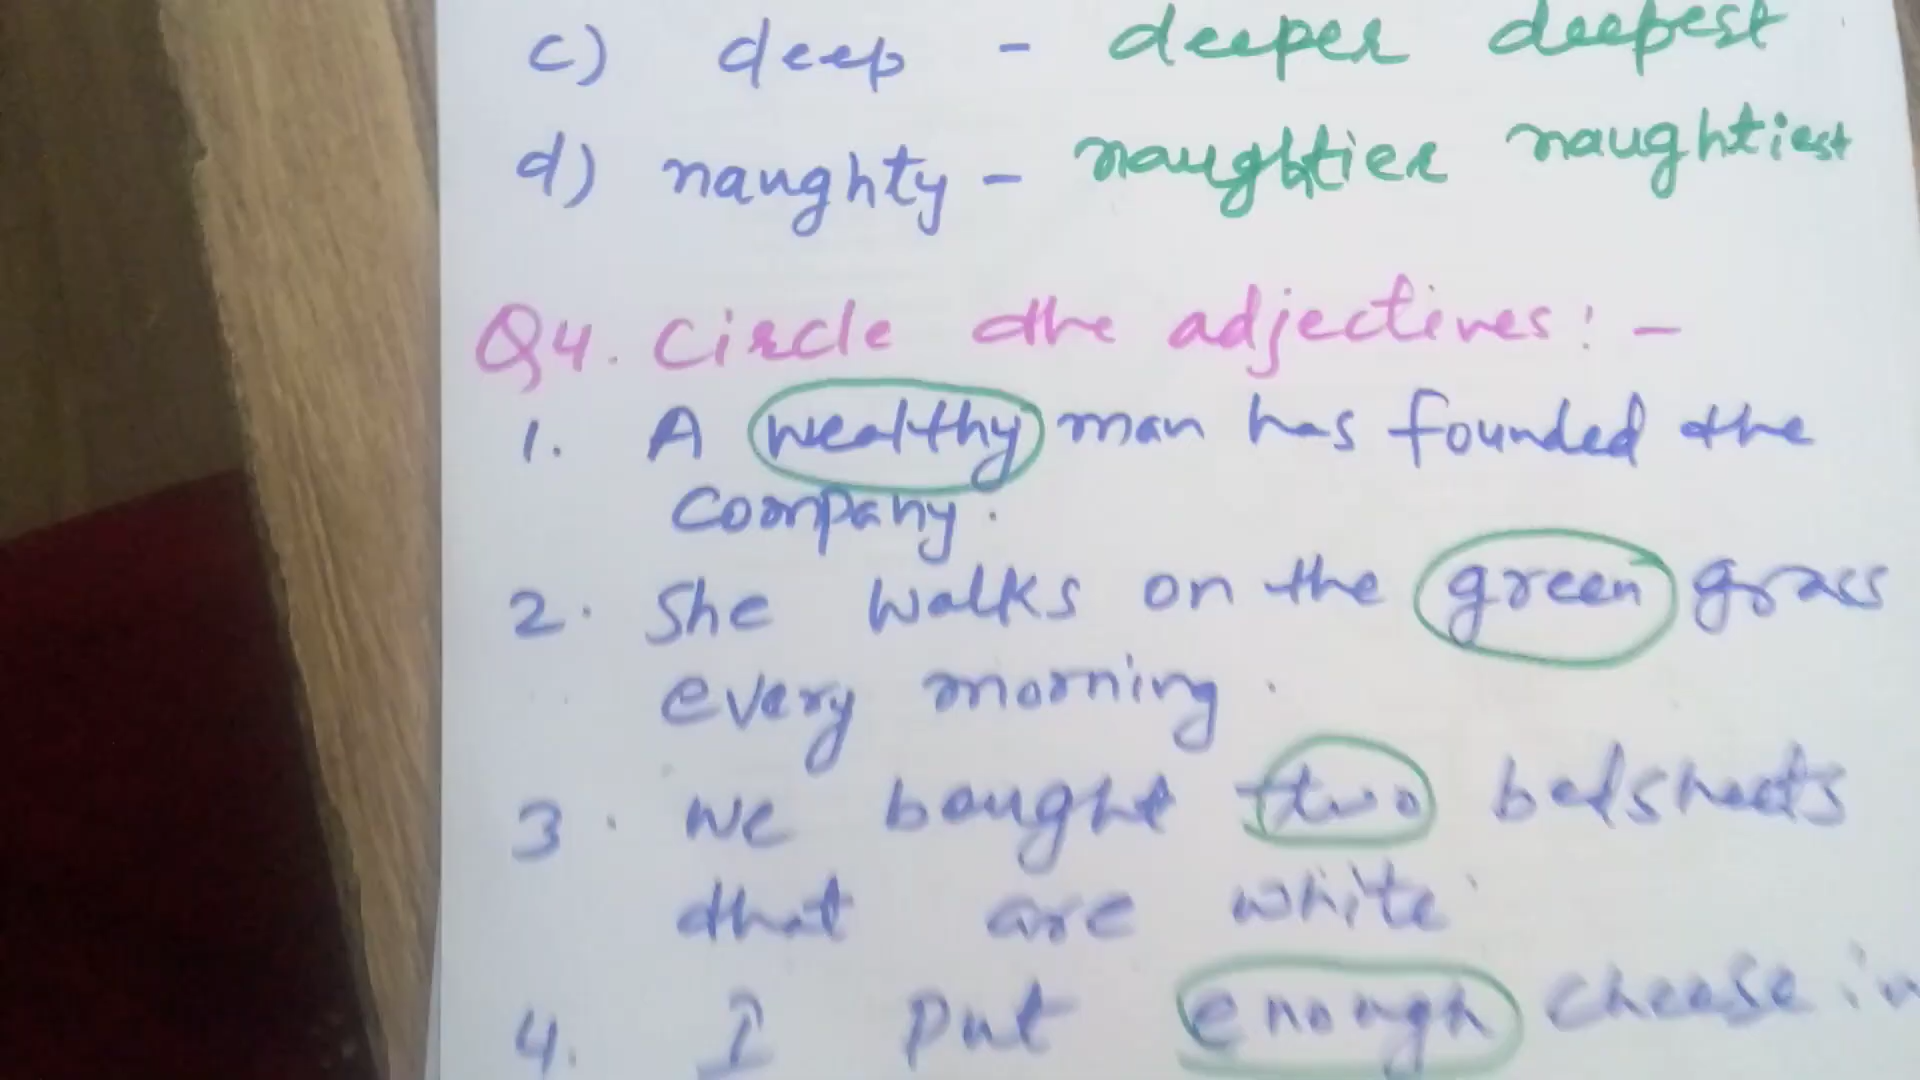 c) deep - deeper deepest
d) naughty - naughtier naughtiest
Q4. Circle the adjectives: -
1. A wealthy man has founded the
company.
2. She walks on the green grass
every morning.
3. We bought two bedsheets
that are white
4. I put enough cheese in